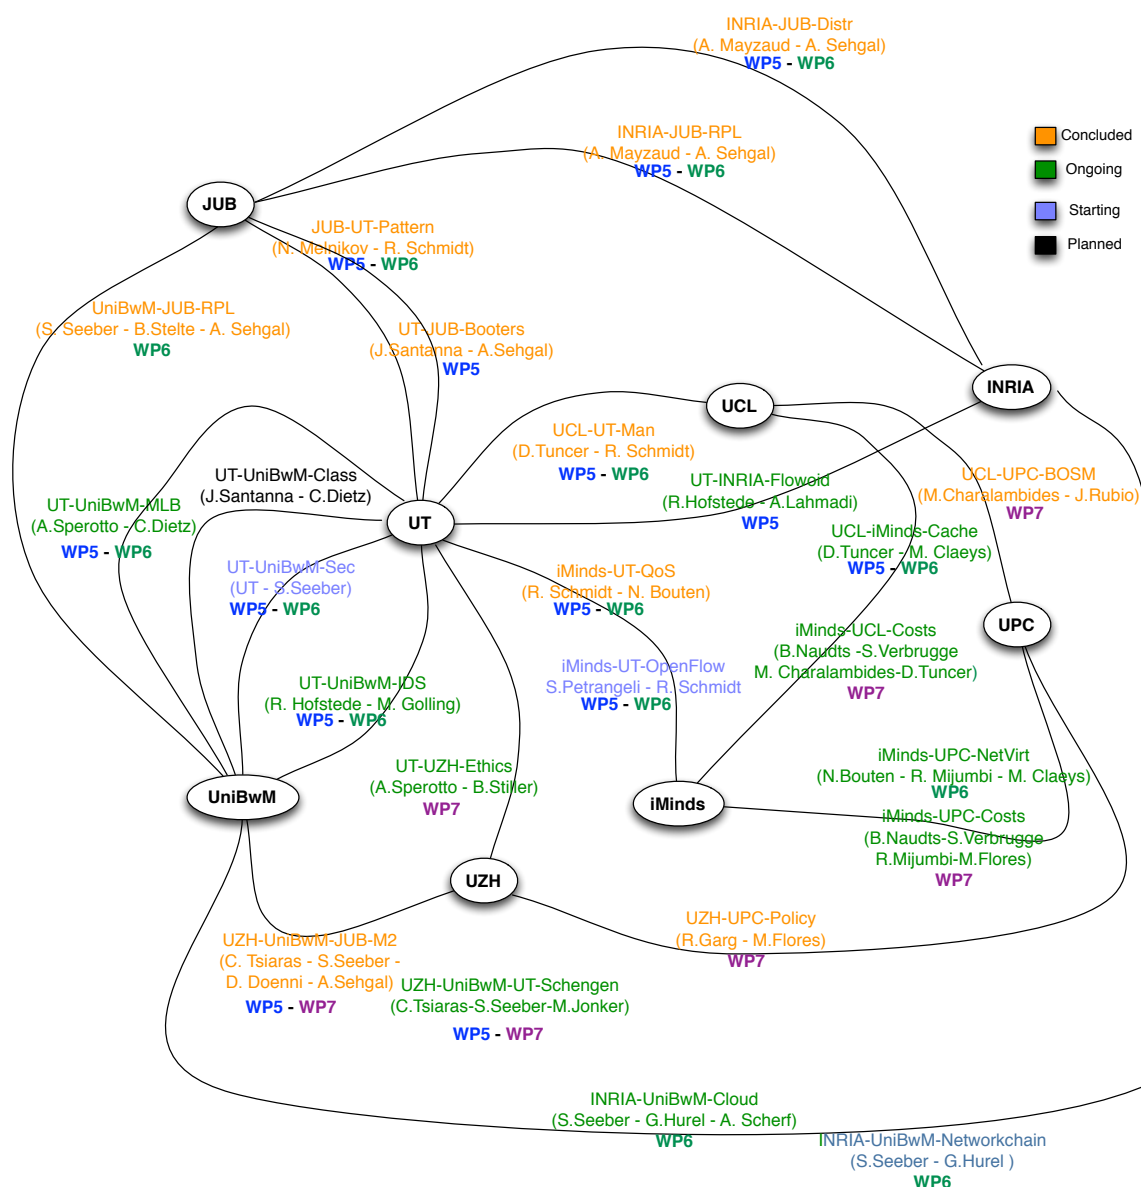 INRIA-JUB-Distr
(A. Mayzaud - A. Sehgal)
WP5 - WP6
INRIA-JUB-RPL
(A. Mayzaud - A. Sehgal)
WP5 - WP6
Concluded
Ongoing
Starting
Planned
JUB
JUB-UT-Pattern
(N. Melnikov - R. Schmidt)
WP5 - WP6
UniBwM-JUB-RPL
(S. Seeber - B.Stelte - A. Sehgal)
WP6
UT-JUB-Booters
(J.Santanna - A.Sehgal)
WP5
INRIA
UCL
UCL-UT-Man
(D.Tuncer - R. Schmidt)
WP5 - WP6
UT-UniBwM-Class
(J.Santanna - C.Dietz)
UT-INRIA-Flowoid
(R.Hofstede - A.Lahmadi)
WP5
UCL-UPC-BOSM
(M.Charalambides - J.Rubio)
WP7
UT-UniBwM-MLB
(A.Sperotto - C.Dietz)
WP5 - WP6
UT
UCL-iMinds-Cache
(D.Tuncer - M. Claeys)
WP5 - WP6
UT-UniBwM-Sec
(UT - S.Seeber)
WP5 - WP6
iMinds-UT-QoS
(R. Schmidt - N. Bouten)
WP5 - WP6
UPC
iMinds-UCL-Costs
(B.Naudts -S.Verbrugge
M. Charalambides-D.Tuncer)
WP7
iMinds-UT-OpenFlow
S.Petrangeli - R. Schmidt
WP5 - WP6
UT-UniBwM-IDS
(R. Hofstede - M. Golling)
WP5 - WP6
UT-UZH-Ethics
(A.Sperotto - B.Stiller)
WP7
iMinds-UPC-NetVirt
(N.Bouten - R. Mijumbi - M. Claeys)
WP6
UniBwM
iMinds
iMinds-UPC-Costs
(B.Naudts-S.Verbrugge
R.Mijumbi-M.Flores)
WP7
UZH
UZH-UPC-Policy
(R.Garg - M.Flores)
WP7
UZH-UniBwM-JUB-M2
(C. Tsiaras - S.Seeber -
D. Doenni - A.Sehgal)
WP5 - WP7
UZH-UniBwM-UT-Schengen
(C.Tsiaras-S.Seeber-M.Jonker)
WP5 - WP7
INRIA-UniBwM-Cloud
(S.Seeber - G.Hurel - A. Scherf)
WP6
INRIA-UniBwM-Networkchain
(S.Seeber - G.Hurel )
WP6